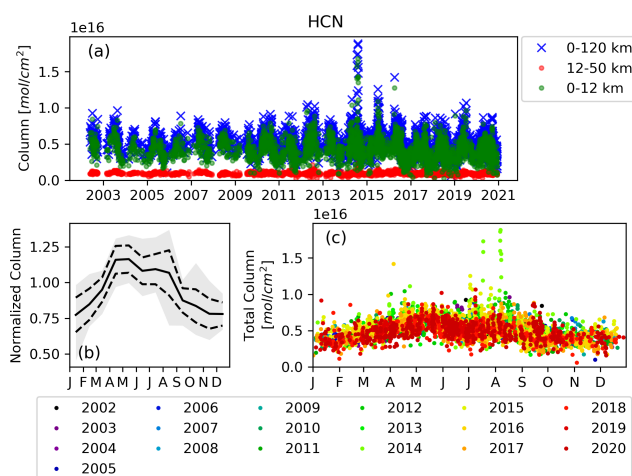 HCN
1e16
(a)
Column [mol/cm²]
1.5
1.0
0.5
0.0
2003 2005 2007 2009 2011 2013 2015 2017 2019 2021
0-120 km
12-50 km
0-12 km
Normalized Column
1.25
1.00
0.75
0.50
(b)
J F M A M J J A S O N D
1e16
(c)
Total Column
[mol/cm²]
1.5
1.0
0.5
0.0
J F M A M J J A S O N D
2002 2006 2009 2012 2015 2018
2003 2007 2010 2013 2016 2019
2004 2008 2011 2014 2017 2020
2005